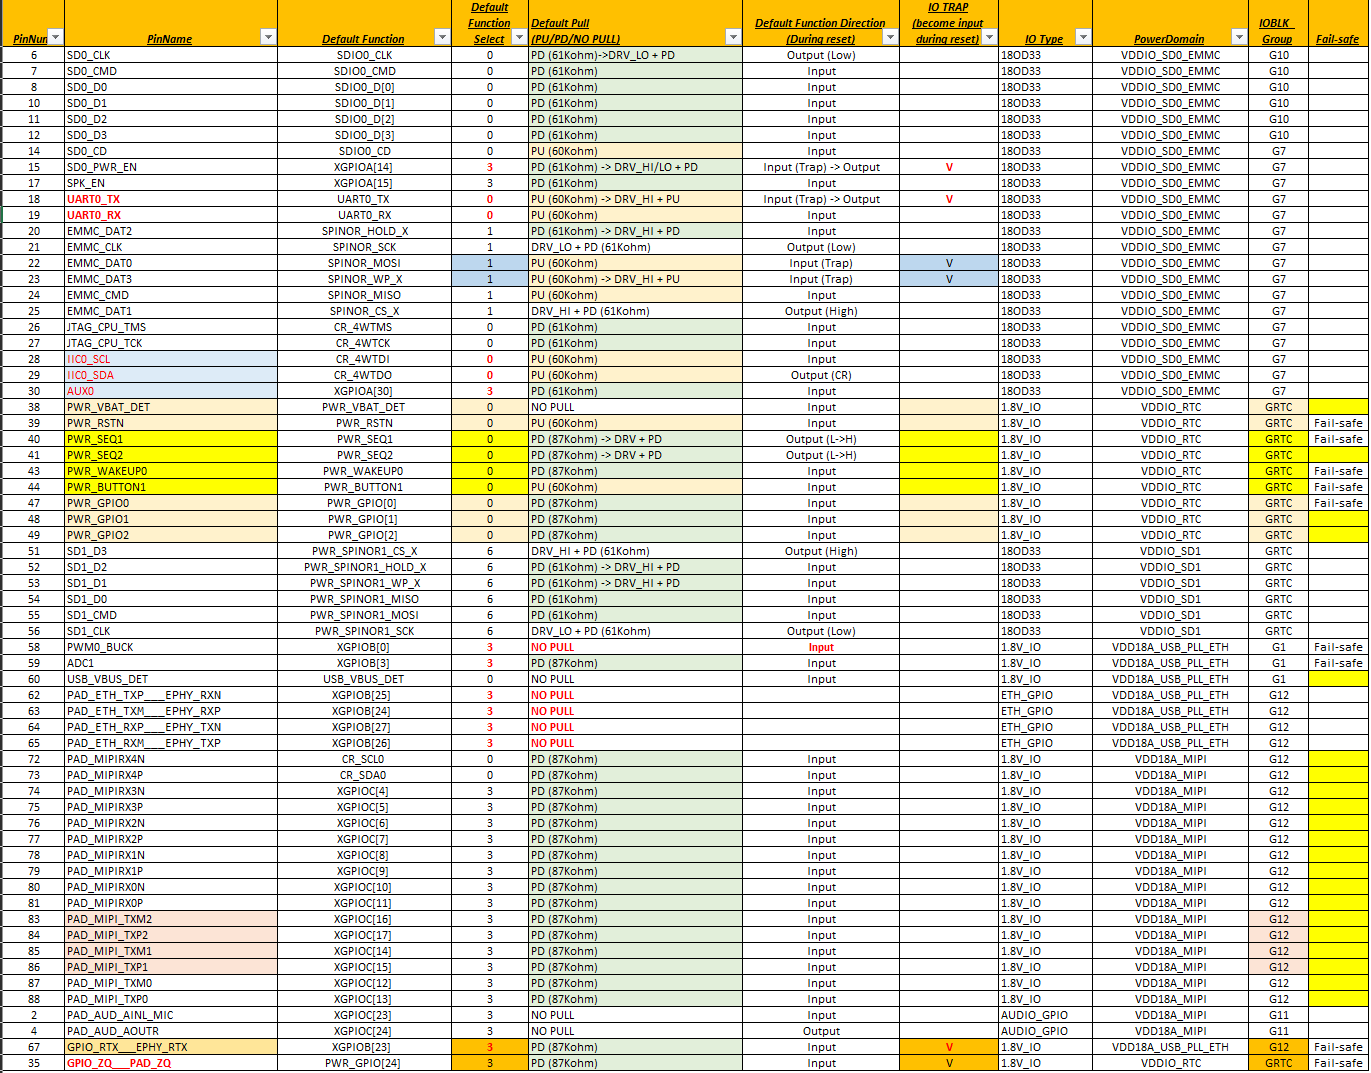 PinNum PinName Default Function Default Function Select Default Pull (PU/PD/NO PULL) Default Function Direction (During reset) IO TRAP (become input during reset) IO Type PowerDomain IOBLK Group Fail-safe
6 SD0_CLK SDIO0_CLK 0 PD (61Kohm)->DRV_LO + PD Output (Low) 18OD33 VDDIO_SD0_EMMC G10
7 SD0_CMD SDIO0_CMD 0 PD (61Kohm) Input 18OD33 VDDIO_SD0_EMMC G10
8 SD0_D0 SDIO0_D[0] 0 PD (61Kohm) Input 18OD33 VDDIO_SD0_EMMC G10
10 SD0_D1 SDIO0_D[1] 0 PD (61Kohm) Input 18OD33 VDDIO_SD0_EMMC G10
11 SD0_D2 SDIO0_D[2] 0 PD (61Kohm) Input 18OD33 VDDIO_SD0_EMMC G10
12 SD0_D3 SDIO0_D[3] 0 PD (61Kohm) Input 18OD33 VDDIO_SD0_EMMC G10
14 SD0_CD SDIO0_CD 0 PU (60Kohm) Input 18OD33 VDDIO_SD0_EMMC G7
15 SD0_PWR_EN XGPIOA[14] 3 PD (61Kohm) -> DRV_HI/LO + PD Input (Trap) -> Output V 18OD33 VDDIO_SD0_EMMC G7
17 SPK_EN XGPIOA[15] 3 PD (61Kohm) Input 18OD33 VDDIO_SD0_EMMC G7
18 UART0_TX UART0_TX 0 PU (60Kohm) -> DRV_HI + PU Input (Trap) -> Output V 18OD33 VDDIO_SD0_EMMC G7
19 UART0_RX UART0_RX 0 PU (60Kohm) Input 18OD33 VDDIO_SD0_EMMC G7
20 EMMC_DAT2 SPINOR_HOLD_X 1 PD (61Kohm) -> DRV_HI + PD Input 18OD33 VDDIO_SD0_EMMC G7
21 EMMC_CLK SPINOR_SCK 1 DRV_LO + PD (61Kohm) Output (Low) 18OD33 VDDIO_SD0_EMMC G7
22 EMMC_DAT0 SPINOR_MOSI 1 PU (60Kohm) Input (Trap) V 18OD33 VDDIO_SD0_EMMC G7
23 EMMC_DAT3 SPINOR_WP_X 1 PU (60Kohm) -> DRV_HI + PU Input (Trap) V 18OD33 VDDIO_SD0_EMMC G7
24 EMMC_CMD SPINOR_MISO 1 PU (60Kohm) Input 18OD33 VDDIO_SD0_EMMC G7
25 EMMC_DAT1 SPINOR_CS_X 1 DRV_HI + PD (61Kohm) Output (High) 18OD33 VDDIO_SD0_EMMC G7
26 JTAG_CPU_TMS CR_4WTMS 0 PD (61Kohm) Input 18OD33 VDDIO_SD0_EMMC G7
27 JTAG_CPU_TCK CR_4WTCK 0 PD (61Kohm) Input 18OD33 VDDIO_SD0_EMMC G7
28 IIC0_SCL CR_4WTDI 0 PU (60Kohm) Input 18OD33 VDDIO_SD0_EMMC G7
29 IIC0_SDA CR_4WTDO 0 PU (60Kohm) Output (CR) 18OD33 VDDIO_SD0_EMMC G7
30 AUX0 XGPIOA[30] 3 PD (61Kohm) Input 18OD33 VDDIO_SD0_EMMC G7
38 PWR_VBAT_DET PWR_VBAT_DET 0 NO PULL Input 1.8V_IO VDDIO_RTC GRTC
39 PWR_RSTN PWR_RSTN 0 PU (60Kohm) Input 1.8V_IO VDDIO_RTC GRTC Fail-safe
40 PWR_SEQ1 PWR_SEQ1 0 PD (87Kohm) -> DRV + PD Output (L->H) 1.8V_IO VDDIO_RTC GRTC Fail-safe
41 PWR_SEQ2 PWR_SEQ2 0 PD (87Kohm) -> DRV + PD Output (L->H) 1.8V_IO VDDIO_RTC GRTC
43 PWR_WAKEUP0 PWR_WAKEUP0 0 PD (87Kohm) Input 1.8V_IO VDDIO_RTC GRTC Fail-safe
44 PWR_BUTTON1 PWR_BUTTON1 0 PU (60Kohm) Input 1.8V_IO VDDIO_RTC GRTC Fail-safe
47 PWR_GPIO0 PWR_GPIO[0] 0 PD (87Kohm) Input 1.8V_IO VDDIO_RTC GRTC Fail-safe
48 PWR_GPIO1 PWR_GPIO[1] 0 PD (87Kohm) Input 1.8V_IO VDDIO_RTC GRTC
49 PWR_GPIO2 PWR_GPIO[2] 0 PD (87Kohm) Input 1.8V_IO VDDIO_RTC GRTC
51 SD1_D3 PWR_SPINOR1_CS_X 6 DRV_HI + PD (61Kohm) Output (High) 18OD33 VDDIO_SD1 GRTC
52 SD1_D2 PWR_SPINOR1_HOLD_X 6 PD (61Kohm) -> DRV_HI + PD Input 18OD33 VDDIO_SD1 GRTC
53 SD1_D1 PWR_SPINOR1_WP_X 6 PD (61Kohm) -> DRV_HI + PD Input 18OD33 VDDIO_SD1 GRTC
54 SD1_D0 PWR_SPINOR1_MISO 6 PD (61Kohm) Input 18OD33 VDDIO_SD1 GRTC
55 SD1_CMD PWR_SPINOR1_MOSI 6 PD (61Kohm) Input 18OD33 VDDIO_SD1 GRTC
56 SD1_CLK PWR_SPINOR1_SCK 6 DRV_LO + PD (61Kohm) Output (Low) 18OD33 VDDIO_SD1 GRTC
58 PWM0_BUCK XGPIOB[0] 3 NO PULL Input 1.8V_IO VDD18A_USB_PLL_ETH G1 Fail-safe
59 ADC1 XGPIOB[3] 3 PD (87Kohm) Input 1.8V_IO VDD18A_USB_PLL_ETH G1 Fail-safe
60 USB_VBUS_DET USB_VBUS_DET 0 NO PULL Input 1.8V_IO VDD18A_USB_PLL_ETH G1
62 PAD_ETH_TXP___EPHY_RXN XGPIOB[25] 3 NO PULL ETH_GPIO VDD18A_USB_PLL_ETH G12
63 PAD_ETH_TXM___EPHY_RXP XGPIOB[24] 3 NO PULL ETH_GPIO VDD18A_USB_PLL_ETH G12
64 PAD_ETH_RXP___EPHY_TXN XGPIOB[27] 3 NO PULL ETH_GPIO VDD18A_USB_PLL_ETH G12
65 PAD_ETH_RXM___EPHY_TXP XGPIOB[26] 3 NO PULL ETH_GPIO VDD18A_USB_PLL_ETH G12
72 PAD_MIPIRX4N CR_SCL0 0 PD (87Kohm) Input 1.8V_IO VDD18A_MIPI G12
73 PAD_MIPIRX4P CR_SDA0 0 PD (87Kohm) Input 1.8V_IO VDD18A_MIPI G12
74 PAD_MIPIRX3N XGPIOC[4] 3 PD (87Kohm) Input 1.8V_IO VDD18A_MIPI G12
75 PAD_MIPIRX3P XGPIOC[5] 3 PD (87Kohm) Input 1.8V_IO VDD18A_MIPI G12
76 PAD_MIPIRX2N XGPIOC[6] 3 PD (87Kohm) Input 1.8V_IO VDD18A_MIPI G12
77 PAD_MIPIRX2P XGPIOC[7] 3 PD (87Kohm) Input 1.8V_IO VDD18A_MIPI G12
78 PAD_MIPIRX1N XGPIOC[8] 3 PD (87Kohm) Input 1.8V_IO VDD18A_MIPI G12
79 PAD_MIPIRX1P XGPIOC[9] 3 PD (87Kohm) Input 1.8V_IO VDD18A_MIPI G12
80 PAD_MIPIRX0N XGPIOC[10] 3 PD (87Kohm) Input 1.8V_IO VDD18A_MIPI G12
81 PAD_MIPIRX0P XGPIOC[11] 3 PD (87Kohm) Input 1.8V_IO VDD18A_MIPI G12
83 PAD_MIPI_TXM2 XGPIOC[16] 3 PD (87Kohm) Input 1.8V_IO VDD18A_MIPI G12
84 PAD_MIPI_TXP2 XGPIOC[17] 3 PD (87Kohm) Input 1.8V_IO VDD18A_MIPI G12
85 PAD_MIPI_TXM1 XGPIOC[14] 3 PD (87Kohm) Input 1.8V_IO VDD18A_MIPI G12
86 PAD_MIPI_TXP1 XGPIOC[15] 3 PD (87Kohm) Input 1.8V_IO VDD18A_MIPI G12
87 PAD_MIPI_TXM0 XGPIOC[12] 3 PD (87Kohm) Input 1.8V_IO VDD18A_MIPI G12
88 PAD_MIPI_TXP0 XGPIOC[13] 3 PD (87Kohm) Input 1.8V_IO VDD18A_MIPI G12
2 PAD_AUD_AINL_MIC XGPIOC[23] 3 NO PULL Input AUDIO_GPIO VDD18A_MIPI G11
4 PAD_AUD_AOUTR XGPIOC[24] 3 NO PULL Output AUDIO_GPIO VDD18A_MIPI G11
67 GPIO_RTX___EPHY_RTX XGPIOB[23] 3 PD (87Kohm) Input V 1.8V_IO VDD18A_USB_PLL_ETH G12 Fail-safe
35 GPIO_ZQ___PAD_ZQ PWR_GPIO[24] 3 PD (87Kohm) Input V 1.8V_IO VDDIO_RTC GRTC Fail-safe